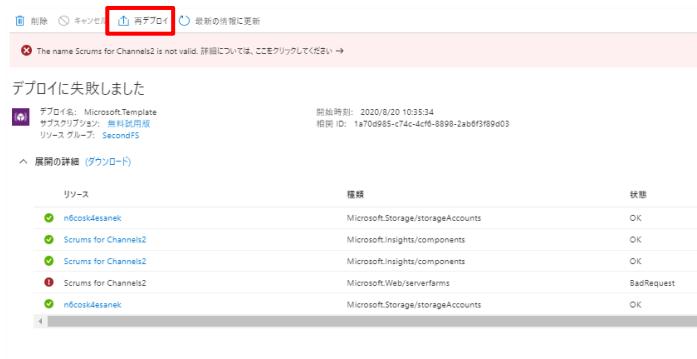 削除 キャンセル 再デプロイ 最新の情報に更新
The name Scrums for Channels2 is not valid. 詳細については、ここをクリックしてください →
デプロイに失敗しました
デプロイ名: Microsoft.Template
サブスクリプション: 無料試用版
リソース グループ: SecondFS
開始時刻: 2020/8/20 10:35:34
相関 ID: 1a70d985-c74c-4cf6-8898-2ab6f3f89d03
展開の詳細 (ダウンロード)
リソース 種類 状態
n6cosk4esanek Microsoft.Storage/storageAccounts OK
Scrums for Channels2 Microsoft.Insights/components OK
Scrums for Channels2 Microsoft.Insights/components OK
Scrums for Channels2 Microsoft.Web/serverfarms BadRequest
n6cosk4esanek Microsoft.Storage/storageAccounts OK